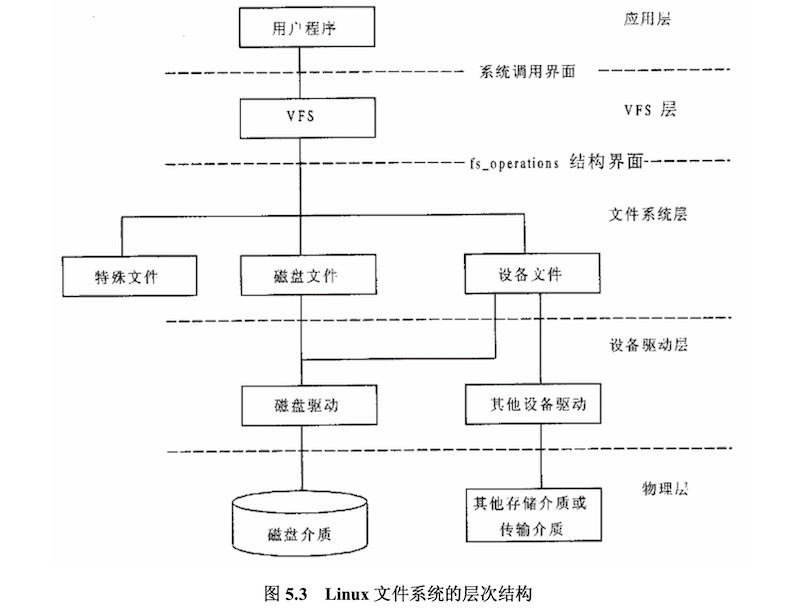 用户程序
应用层
系统调用界面
VFS
VFS 层
fs_operations 结构界面
文件系统层
特殊文件
磁盘文件
设备文件
设备驱动层
磁盘驱动
其他设备驱动
物理层
磁盘介质
其他存储介质或
传输介质
图 5.3 Linux 文件系统的层次结构